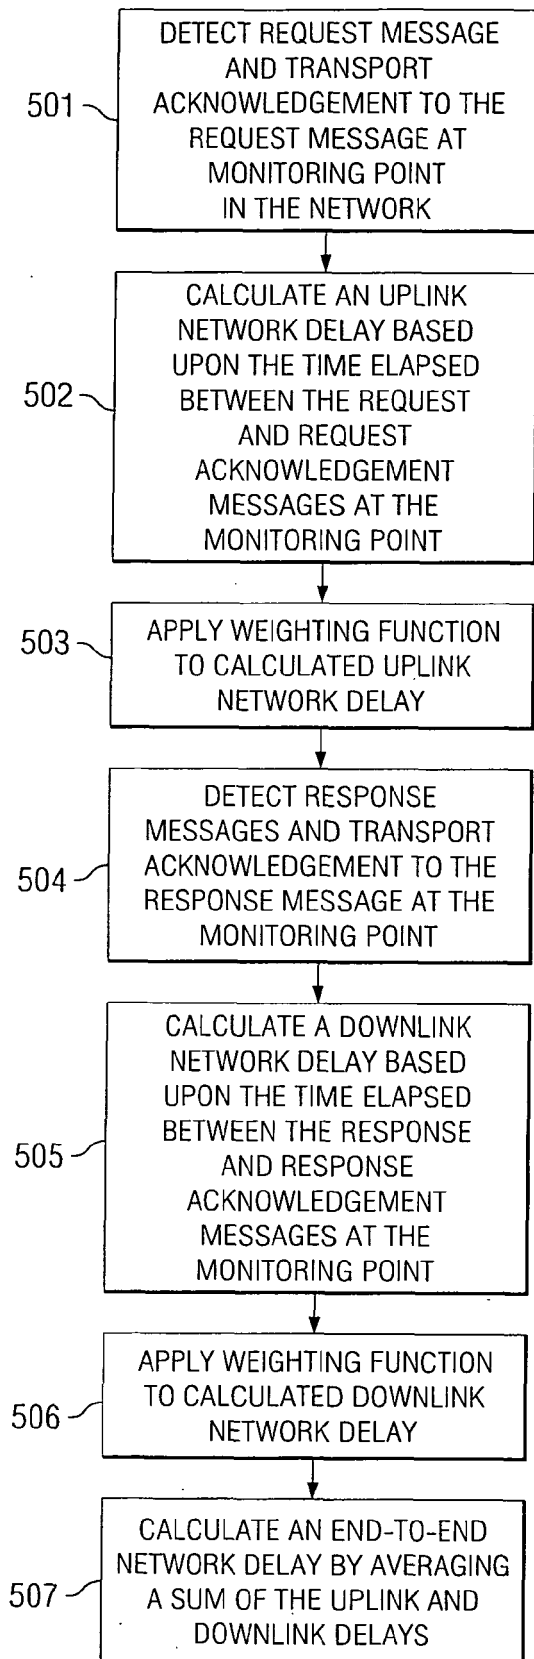 DETECT REQUEST MESSAGE
AND TRANSPORT
ACKNOWLEDGEMENT TO THE
REQUEST MESSAGE AT
MONITORING POINT
IN THE NETWORK
501
CALCULATE AN UPLINK
NETWORK DELAY BASED
UPON THE TIME ELAPSED
BETWEEN THE REQUEST
AND REQUEST
ACKNOWLEDGEMENT
MESSAGES AT THE
MONITORING POINT
502
APPLY WEIGHTING FUNCTION
TO CALCULATED UPLINK
NETWORK DELAY
503
DETECT RESPONSE
MESSAGES AND TRANSPORT
ACKNOWLEDGEMENT TO THE
RESPONSE MESSAGE AT THE
MONITORING POINT
504
CALCULATE A DOWNLINK
NETWORK DELAY BASED
UPON THE TIME ELAPSED
BETWEEN THE RESPONSE
AND RESPONSE
ACKNOWLEDGEMENT
MESSAGES AT THE
MONITORING POINT
505
APPLY WEIGHTING FUNCTION
TO CALCULATED DOWNLINK
NETWORK DELAY
506
CALCULATE AN END-TO-END
NETWORK DELAY BY AVERAGING
A SUM OF THE UPLINK AND
DOWNLINK DELAYS
507